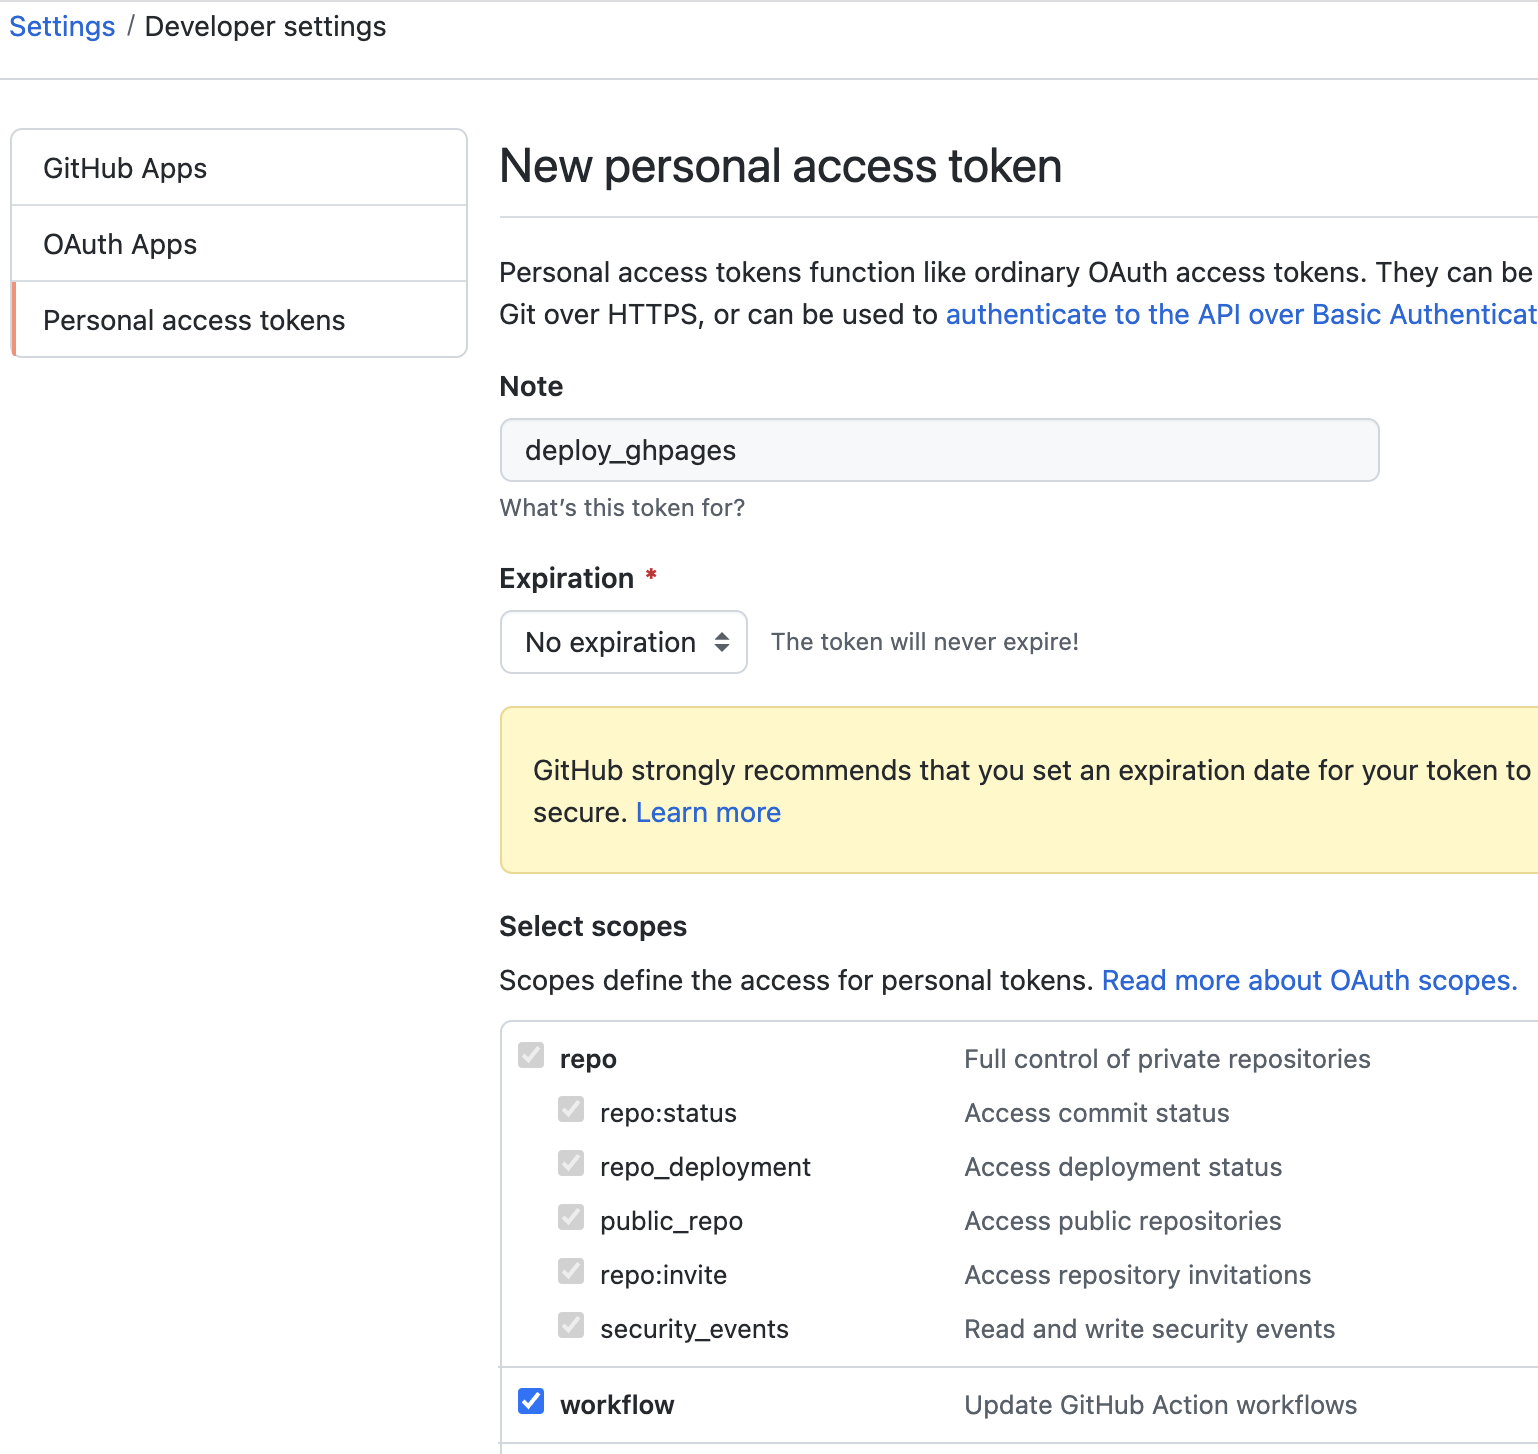 Settings / Developer settings
GitHub Apps
OAuth Apps
Personal access tokens
New personal access token
Personal access tokens function like ordinary OAuth access tokens. They can be
Git over HTTPS, or can be used to authenticate to the API over Basic Authenticat
Note
deploy_ghpages
What's this token for?
Expiration *
No expiration The token will never expire!
GitHub strongly recommends that you set an expiration date for your token to
secure. Learn more
Select scopes
Scopes define the access for personal tokens. Read more about OAuth scopes.
repo Full control of private repositories
repo:status Access commit status
repo_deployment Access deployment status
public_repo Access public repositories
repo:invite Access repository invitations
security_events Read and write security events
workflow Update GitHub Action workflows